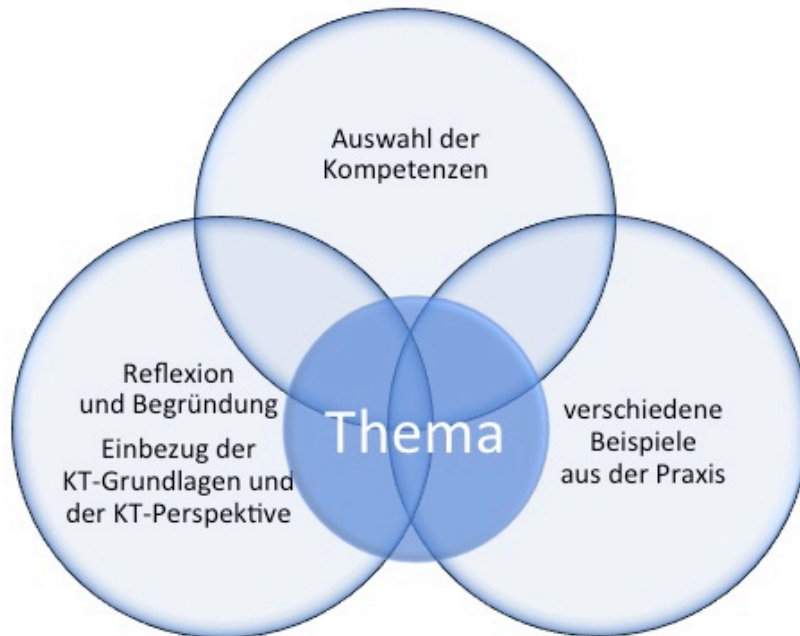 Auswahl der
Kompetenzen
Reflexion
und Begründung
Einbezug der
KT-Grundlagen und
der KT-Perspektive
Thema
verschiedene
Beispiele
aus der Praxis